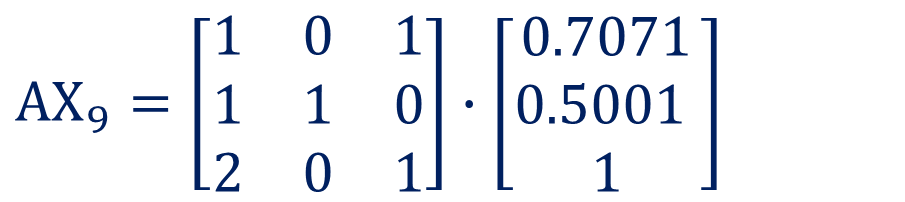 AX₉ = [1 0 1; 1 1 0; 2 0 1] · [0.7071; 0.5001; 1]